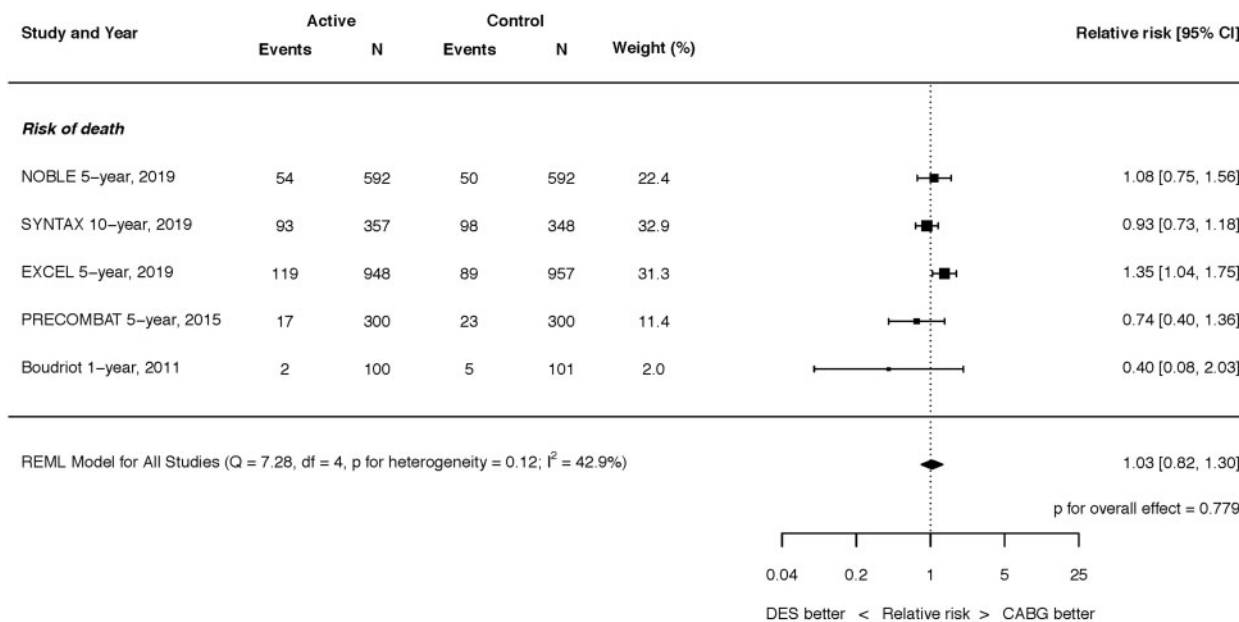 Study and Year Active Control Relative risk [95% CI]
Events N Events N Weight (%)
Risk of death
NOBLE 5−year, 2019 54 592 50 592 22.4 1.08 [0.75, 1.56]
SYNTAX 10−year, 2019 93 357 98 348 32.9 0.93 [0.73, 1.18]
EXCEL 5−year, 2019 119 948 89 957 31.3 1.35 [1.04, 1.75]
PRECOMBAT 5−year, 2015 17 300 23 300 11.4 0.74 [0.40, 1.36]
Boudriot 1−year, 2011 2 100 5 101 2.0 0.40 [0.08, 2.03]
REML Model for All Studies (Q = 7.28, df = 4, p for heterogeneity = 0.12; I² = 42.9%) 1.03 [0.82, 1.30]
p for overall effect = 0.779
0.04 0.2 1 5 25
DES better < Relative risk > CABG better